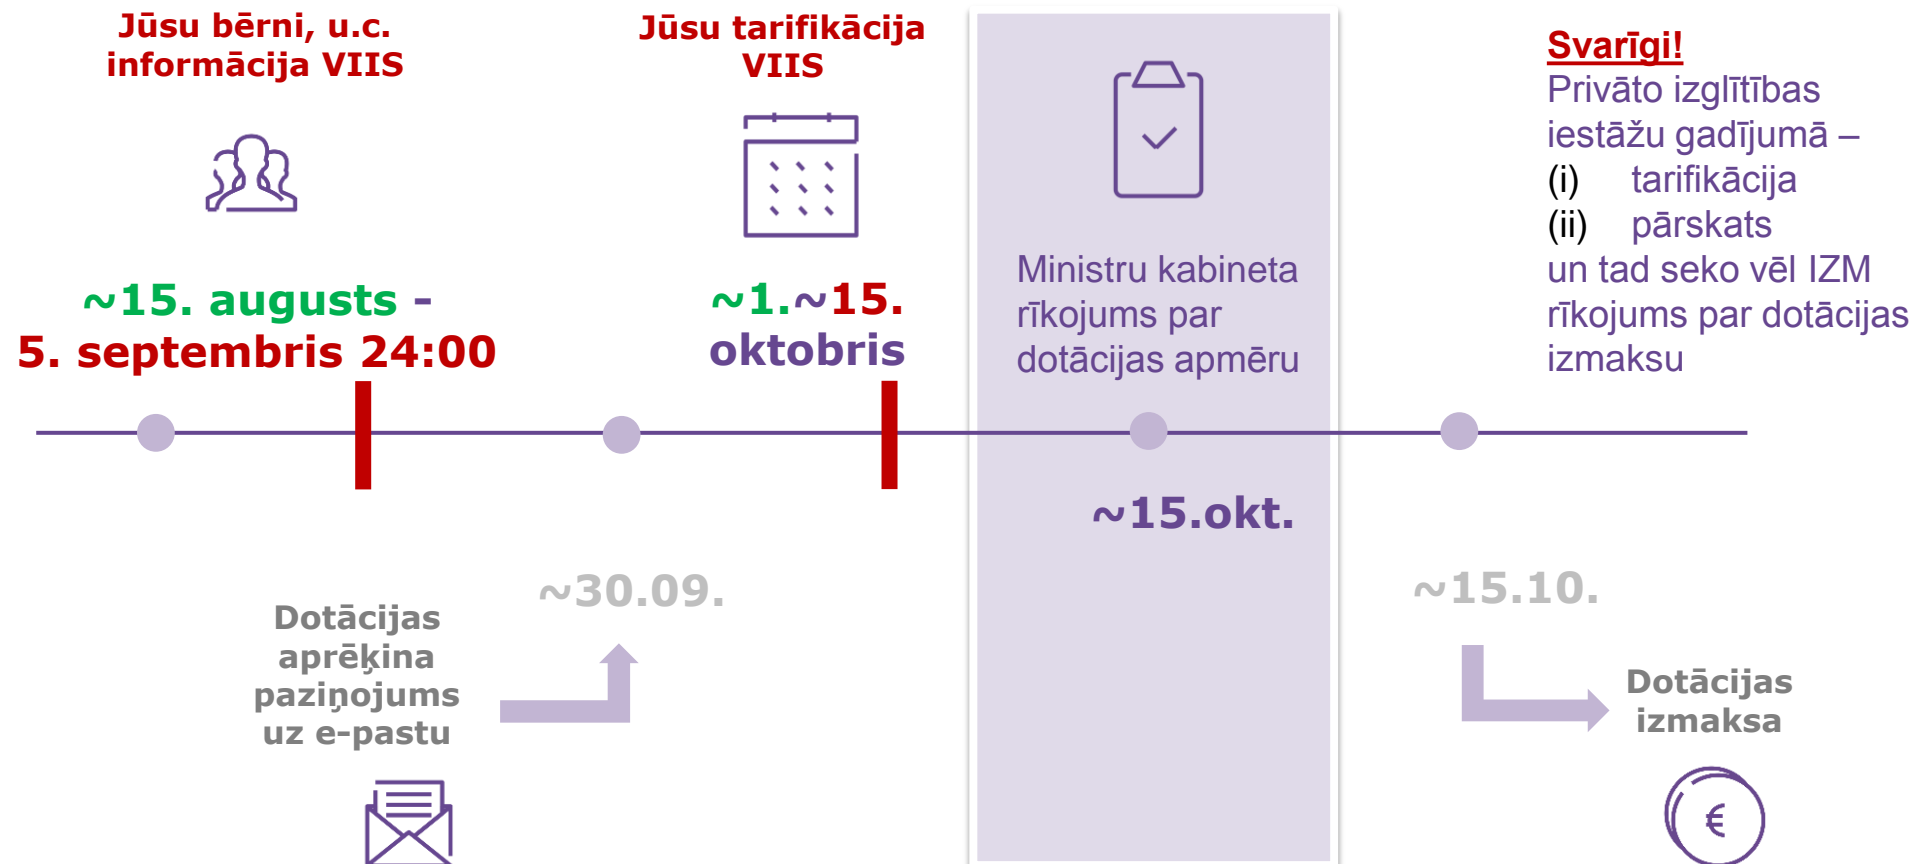 Jūsu bērni, u.c.
informācija VIIS
~15. augusts -
5. septembris 24:00
Jūsu tarifikācija
VIIS
~1.~15.
oktobris
Ministru kabineta
rīkojums par
dotācijas apmēru
~15.okt.
Svarīgi!
Privāto izglītības
iestāžu gadījumā –
(i) tarifikācija
(ii) pārskats
un tad seko vēl IZM
rīkojums par dotācijas
izmaksu
~30.09.
Dotācijas
aprēķina
paziņojums
uz e-pastu
~15.10.
Dotācijas
izmaksa
€